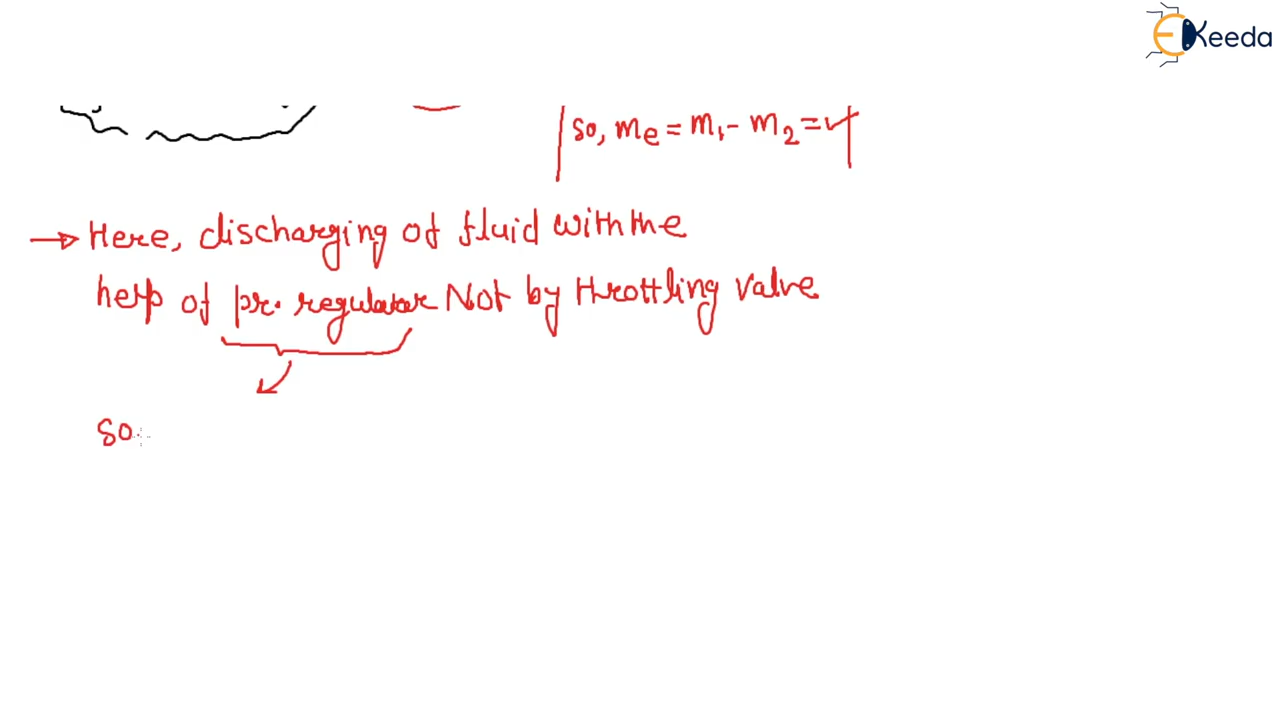 Keeda
so, me = m1 - m2 = ✓
→ Here, discharging of fluid with the
help of pr. regulator Not by throttling valve
so